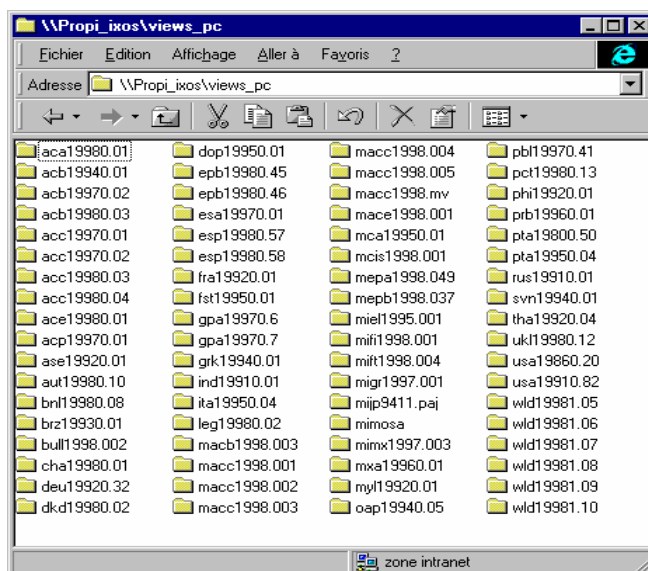 \\Propi_ixos\views_pc
Fichier Edition Affichage Aller à Favoris ?
Adresse \\Propi_ixos\views_pc
aca19980.01 dop19950.01 macc1998.004 pbl19970.41
acb19940.01 epb19980.45 macc1998.005 pct19980.13
acb19970.02 epb19980.46 macc1998.mv phi19920.01
acb19980.03 esa19970.01 mace1998.001 prb19960.01
acc19970.01 esp19980.57 mca19950.01 pta19800.50
acc19970.02 esp19980.58 mcis1998.001 pta19950.04
acc19980.03 fra19920.01 mepa1998.049 rus19910.01
acc19980.04 fst19950.01 mepb1998.037 svn19940.01
ace19980.01 gpa19970.6 miel1995.001 tha19920.04
acp19970.01 gpa19970.7 mifi1998.001 ukl19980.12
ase19920.01 grk19940.01 mift1998.004 usa19860.20
aut19980.10 ind19910.01 migr1997.001 usa19910.82
bnl19980.08 ita19950.04 mijp9411.paj wld19981.05
brz19930.01 leg19980.02 mimosa wld19981.06
bull1998.002 macb1998.003 mimx1997.003 wld19981.07
cha19980.01 macc1998.001 mxa19960.01 wld19981.08
deu19920.32 macc1998.002 myl19920.01 wld19981.09
dkd19980.02 macc1998.003 oap19940.05 wld19981.10
zone intranet